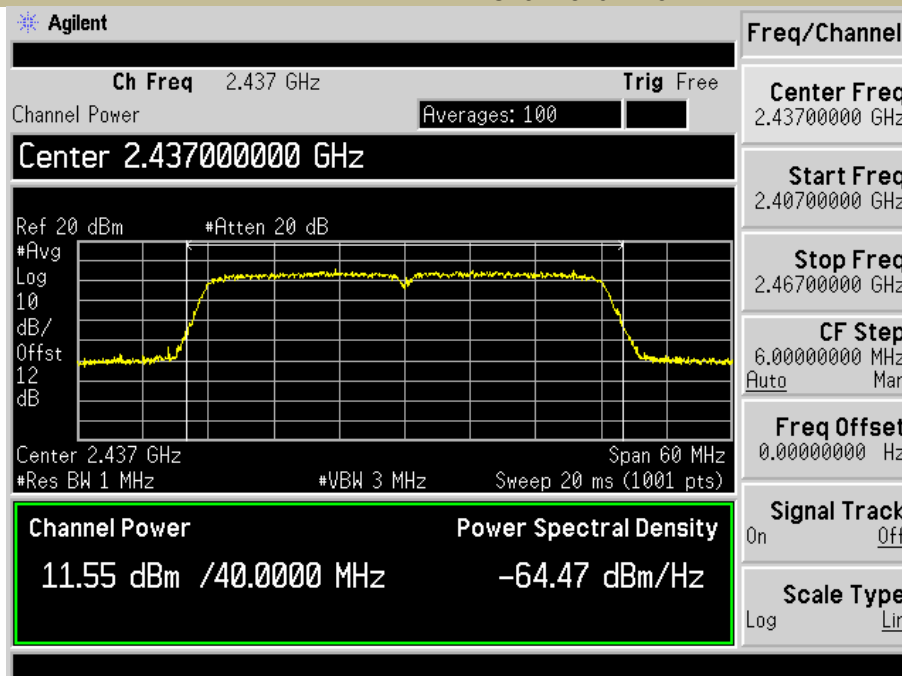 Agilent
Freq/Channel
Ch Freq 2.437 GHz Trig Free
Channel Power Averages: 100
Center 2.437000000 GHz
Ref 20 dBm #Atten 20 dB
#Avg
Log
10
dB/
Offst
12
dB
Center 2.437 GHz Span 60 MHz
#Res BW 1 MHz #VBW 3 MHz Sweep 20 ms (1001 pts)
Channel Power Power Spectral Density
11.55 dBm /40.0000 MHz -64.47 dBm/Hz
Center Freq
2.43700000 GHz
Start Freq
2.40700000 GHz
Stop Freq
2.46700000 GHz
CF Step
6.00000000 MHz
Auto Man
Freq Offset
0.00000000 Hz
Signal Track
On Off
Scale Type
Log Lin